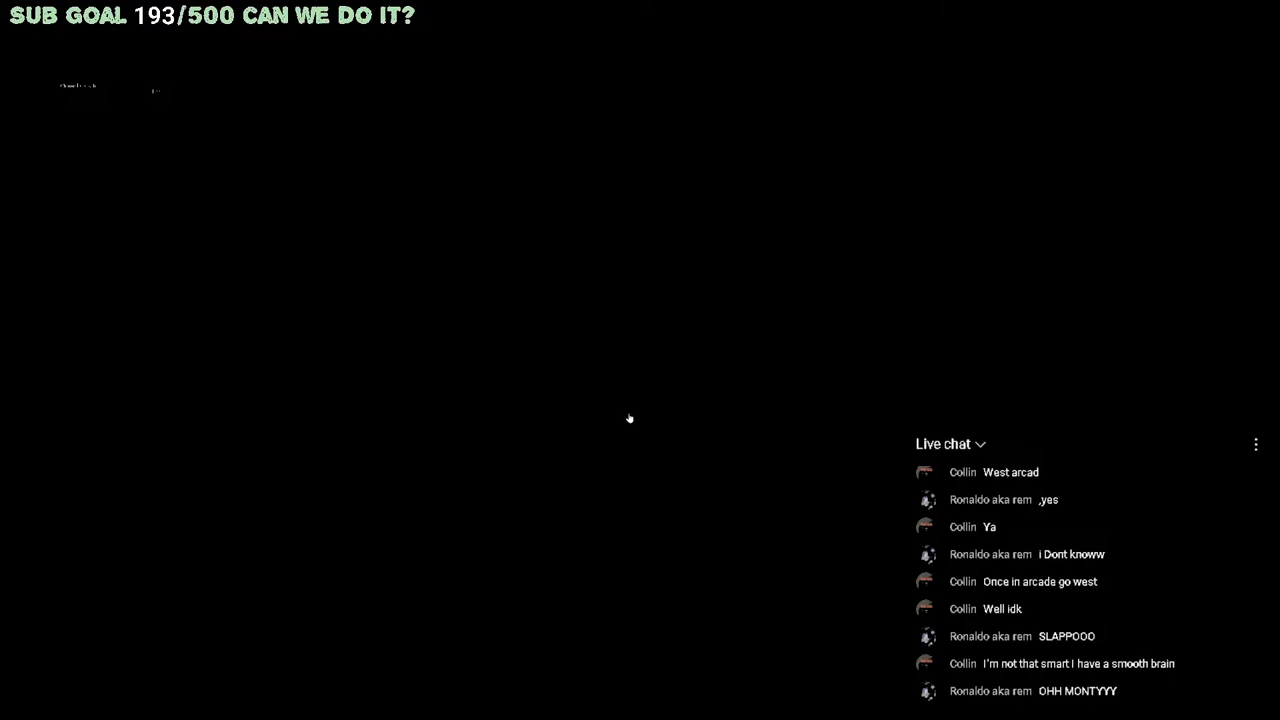 SUB GOAL 193/500 CAN WE DO IT?
Live chat
Collin West arcad
Ronaldo aka rem ,yes
Collin Ya
Ronaldo aka rem i Dont knoww
Collin Once in arcade go west
Collin Well idk
Ronaldo aka rem SLAPPOOO
Collin I'm not that smart I have a smooth brain
Ronaldo aka rem OHH MONTYYY